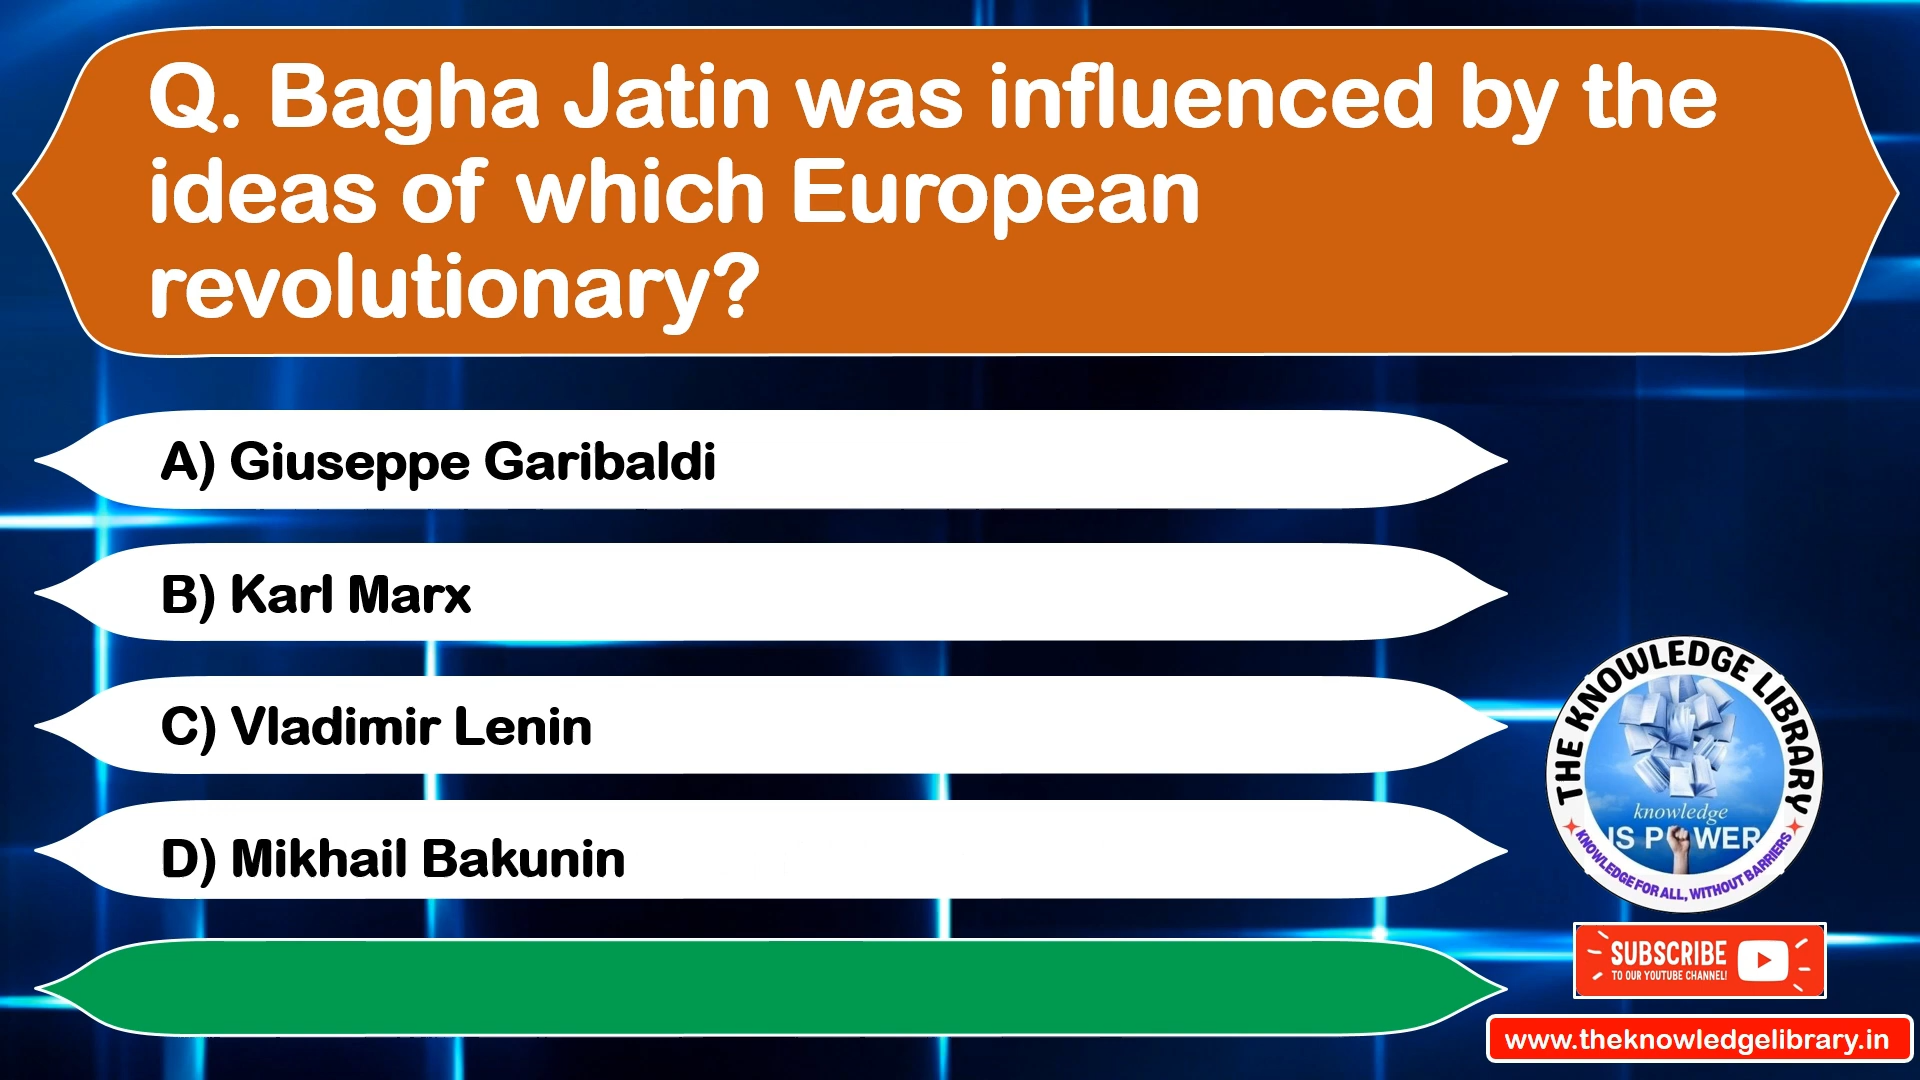 Q. Bagha Jatin was influenced by the
ideas of which European
revolutionary?
A) Giuseppe Garibaldi
B) Karl Marx
C) Vladimir Lenin
D) Mikhail Bakunin
THE KNOWLEDGE LIBRARY
knowledge
IS POWER
KNOWLEDGE FOR ALL, WITHOUT BARRIERS
SUBSCRIBE
TO OUR YOUTUBE CHANNEL!
www.theknowledgelibrary.in